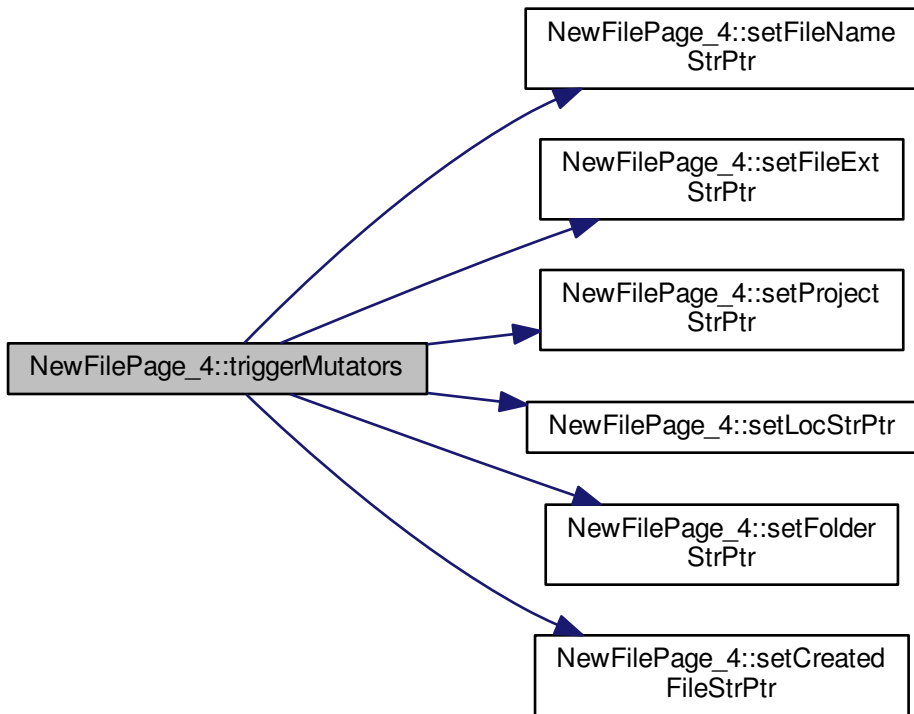 NewFilePage_4::setFileName
StrPtr
NewFilePage_4::setFileExt
StrPtr
NewFilePage_4::setProject
StrPtr
NewFilePage_4::triggerMutators
NewFilePage_4::setLocStrPtr
NewFilePage_4::setFolder
StrPtr
NewFilePage_4::setCreated
FileStrPtr